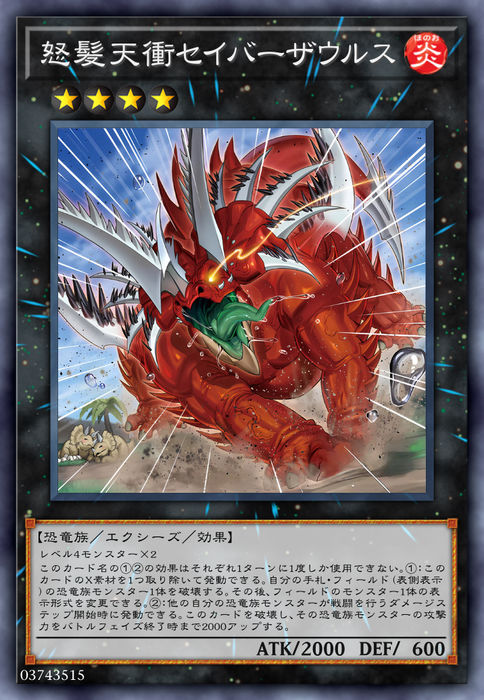 怒髪天衝セイバーザウルス
ほのお
炎
【恐竜族/エクシーズ/効果】
レベル4モンスター×2
このカード名の①②の効果はそれぞれ1ターンに1度しか使用できない。①:この
カードのX素材を1つ取り除いて発動できる。自分の手札・フィールド(表側表示
)の恐竜族モンスター1体を破壊する。その後、フィールドのモンスター1体の表
示形式を変更できる。②:他の自分の恐竜族モンスターが戦闘を行うダメージス
テップ開始時に発動できる。このカードを破壊し、その恐竜族モンスターの攻撃
力をバトルフェイズ終了時まで2000アップする。
ATK/2000 DEF/ 600
03743515